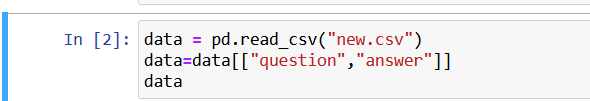 In [2]: data = pd.read_csv("new.csv")
data=data[["question","answer"]]
data